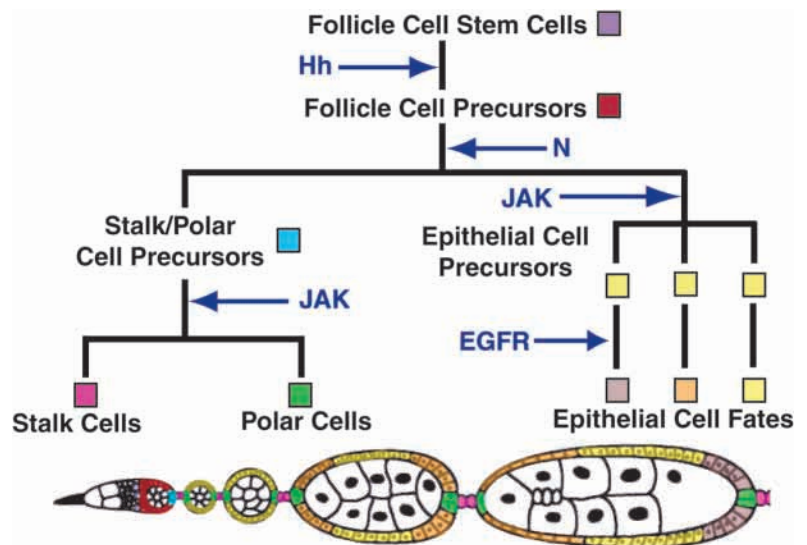 Follicle Cell Stem Cells
Hh
Follicle Cell Precursors
N
JAK
Stalk/Polar
Cell Precursors
Epithelial Cell
Precursors
JAK
EGFR
Stalk Cells
Polar Cells
Epithelial Cell Fates